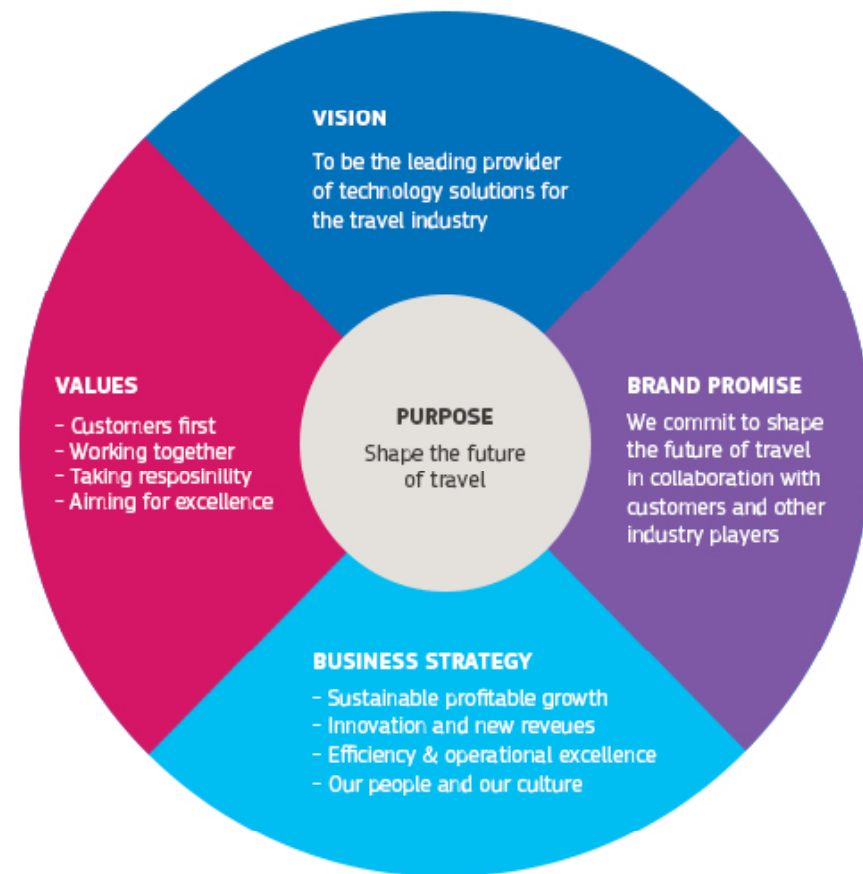 VISION
To be the leading provider
of technology solutions for
the travel industry
VALUES
- Customers first
- Working together
- Taking resposinility
- Aiming for excellence
PURPOSE
Shape the future
of travel
BRAND PROMISE
We commit to shape
the future of travel
in collaboration with
customers and other
industry players
BUSINESS STRATEGY
- Sustainable profitable growth
- Innovation and new reveues
- Efficiency & operational excellence
- Our people and our culture